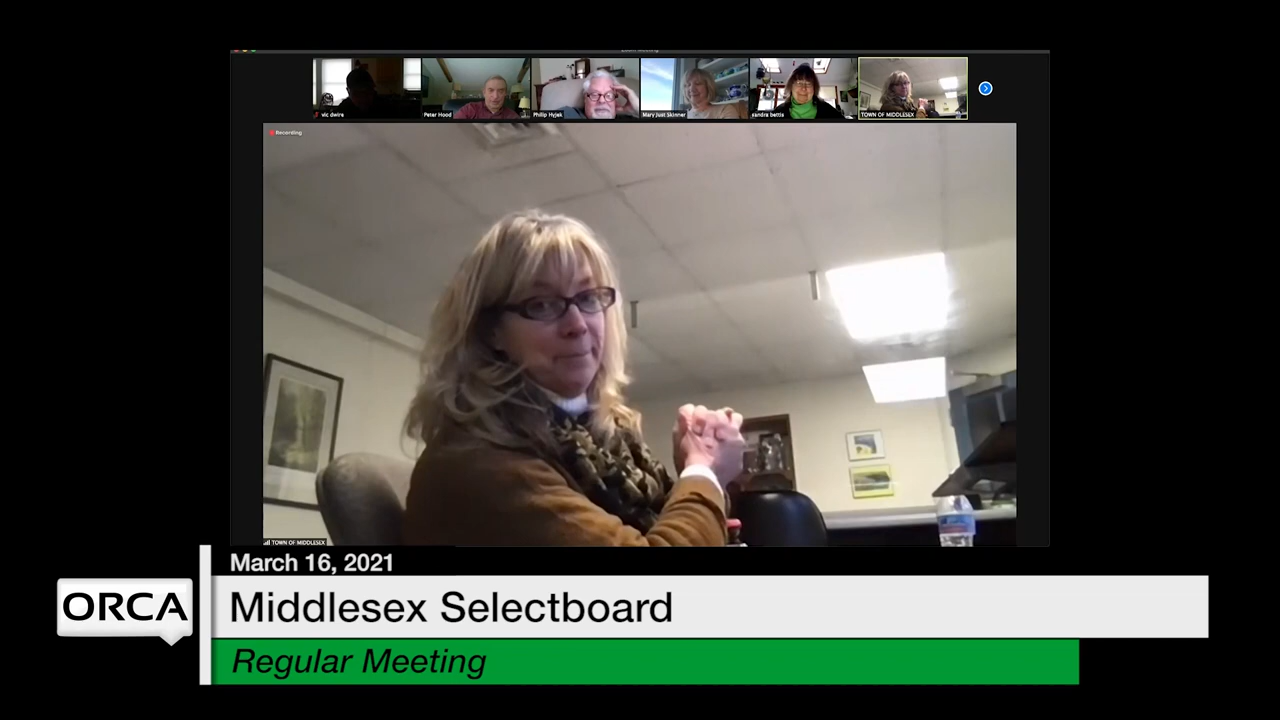 vic dwire
Peter Hood
Philip Hyjek
Mary Just Skinner
sandra bettis
TOWN OF MIDDLESEX
Recording
TOWN OF MIDDLESEX
March 16, 2021
ORCA
Middlesex Selectboard
Regular Meeting